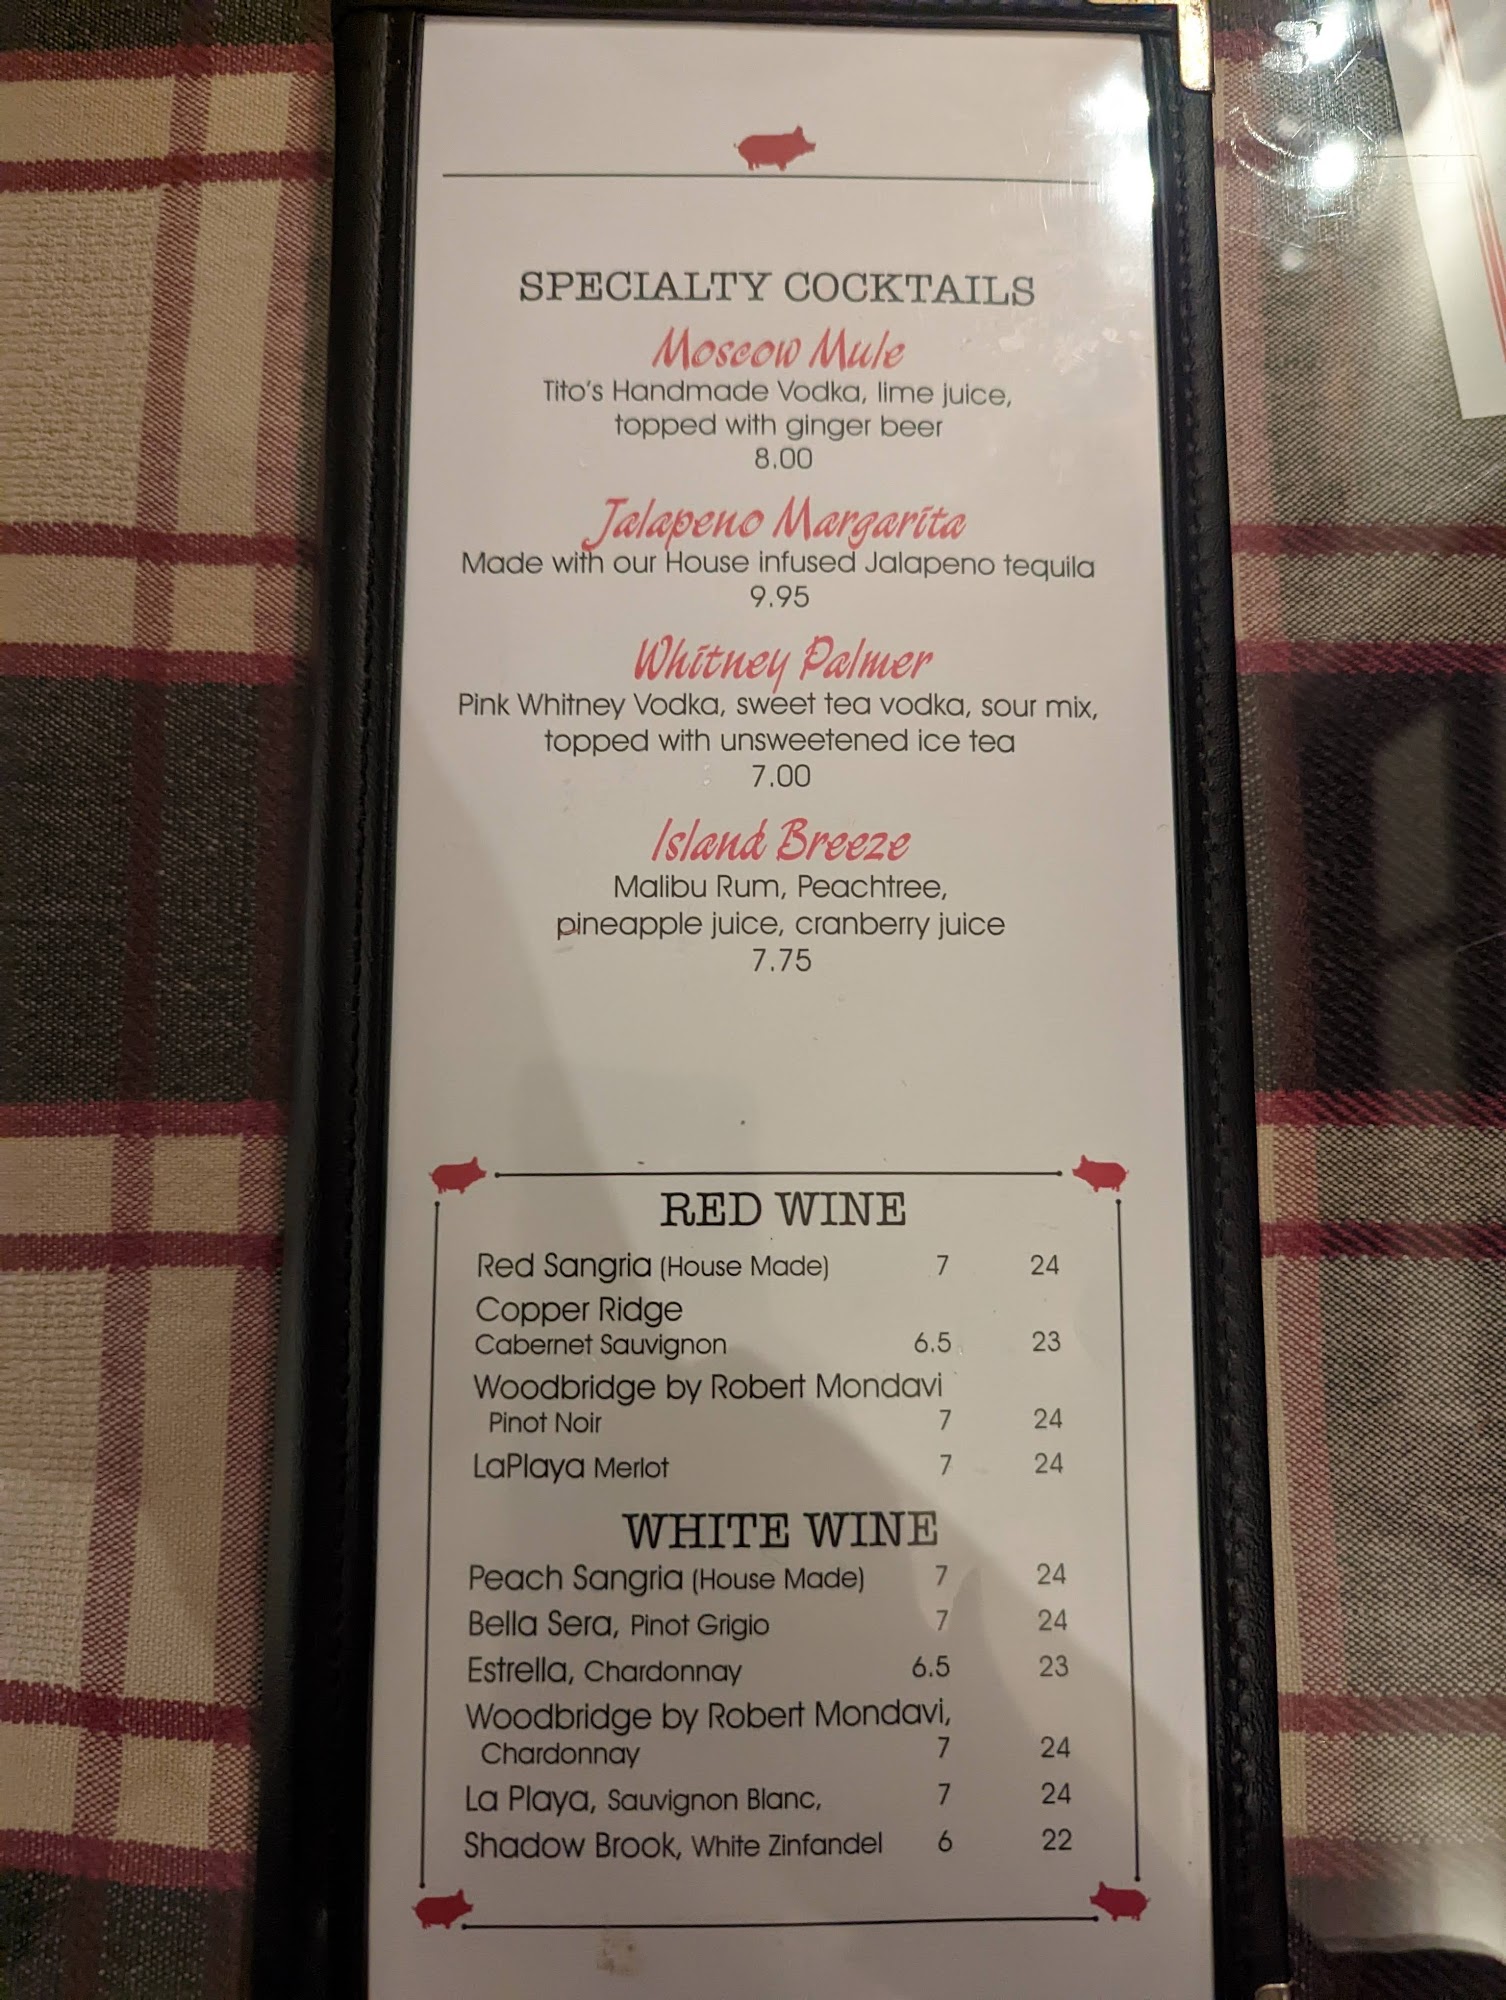 SPECIALTY COCKTAILS
Moscow Mule
Tito's Handmade Vodka, lime juice,
topped with ginger beer
8.00
Jalapeno Margarita
Made with our House infused Jalapeno tequila
9.95
Whitney Palmer
Pink Whitney Vodka, sweet tea vodka, sour mix,
topped with unsweetened ice tea
7.00
Island Breeze
Malibu Rum, Peachtree,
pineapple juice, cranberry juice
7.75
RED WINE
Red Sangria (House Made) 7 24
Copper Ridge
Cabernet Sauvignon 6.5 23
Woodbridge by Robert Mondavi
Pinot Noir 7 24
LaPlaya Merlot 7 24
WHITE WINE
Peach Sangria (House Made) 7 24
Bella Sera, Pinot Grigio 7 24
Estrella, Chardonnay 6.5 23
Woodbridge by Robert Mondavi,
Chardonnay 7 24
La Playa, Sauvignon Blanc, 7 24
Shadow Brook, White Zinfandel 6 22